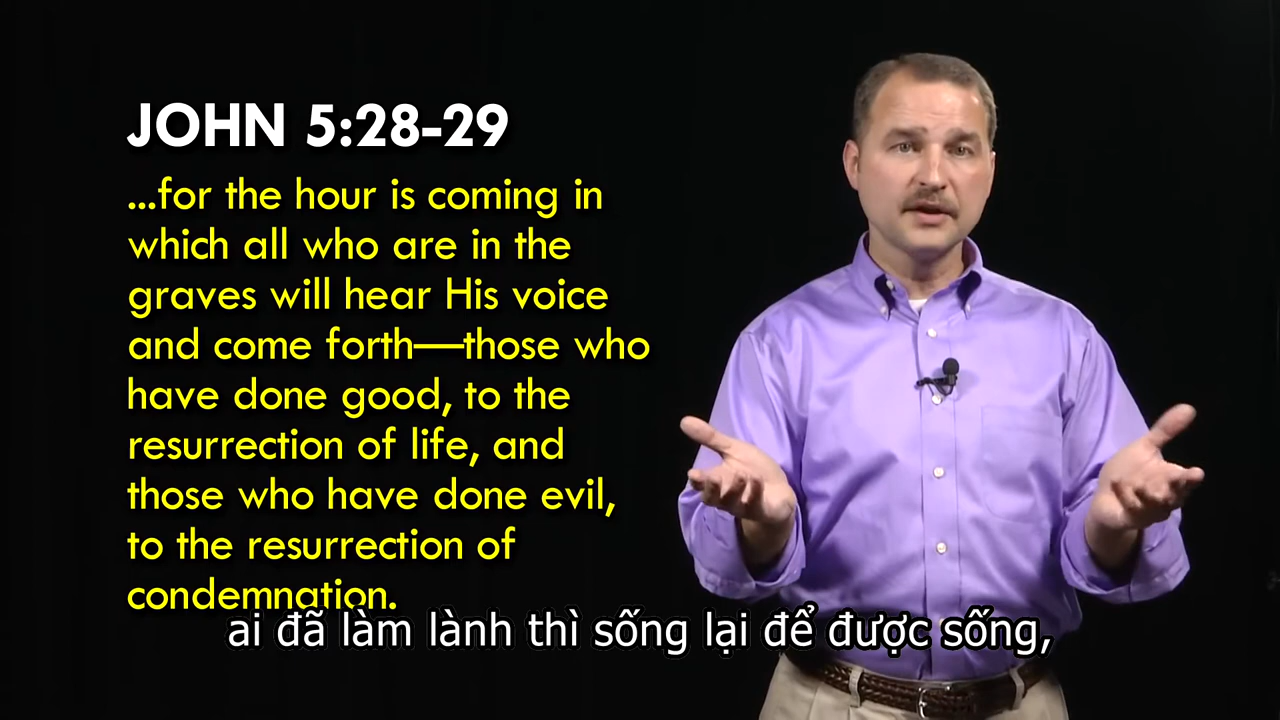 JOHN 5:28-29
...for the hour is coming in
which all who are in the
graves will hear His voice
and come forth—those who
have done good, to the
resurrection of life, and
those who have done evil,
to the resurrection of
condemnation.
ai đã làm lành thì sống lại để được sống,